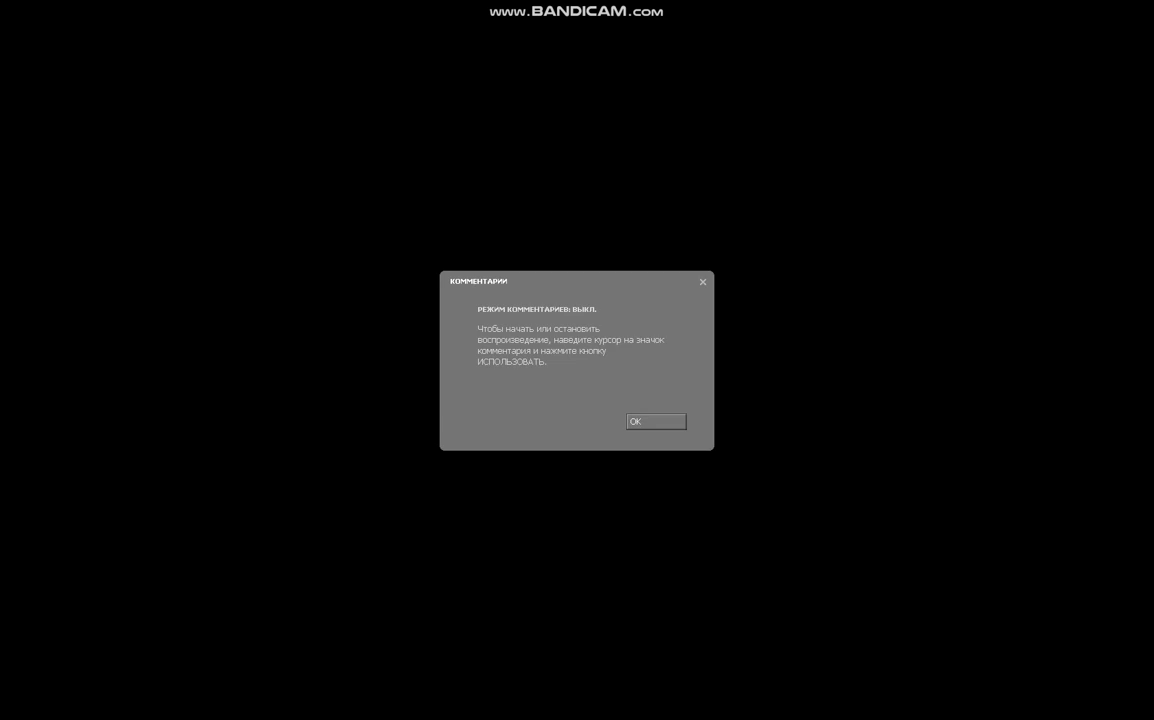 www.BANDICAM.com
КОММЕНТАРИИ
РЕЖИМ КОММЕНТАРИЕВ: ВЫКЛ.
Чтобы начать или остановить
воспроизведение, наведите курсор на значок
комментария и нажмите кнопку
ИСПОЛЬЗОВАТЬ.
OK